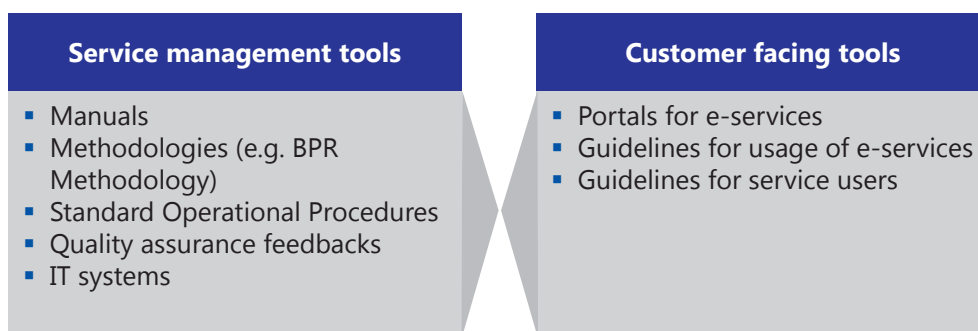 Service management tools
▪ Manuals
▪ Methodologies (e.g. BPR
Methodology)
▪ Standard Operational Procedures
▪ Quality assurance feedbacks
▪ IT systems
Customer facing tools
▪ Portals for e-services
▪ Guidelines for usage of e-services
▪ Guidelines for service users